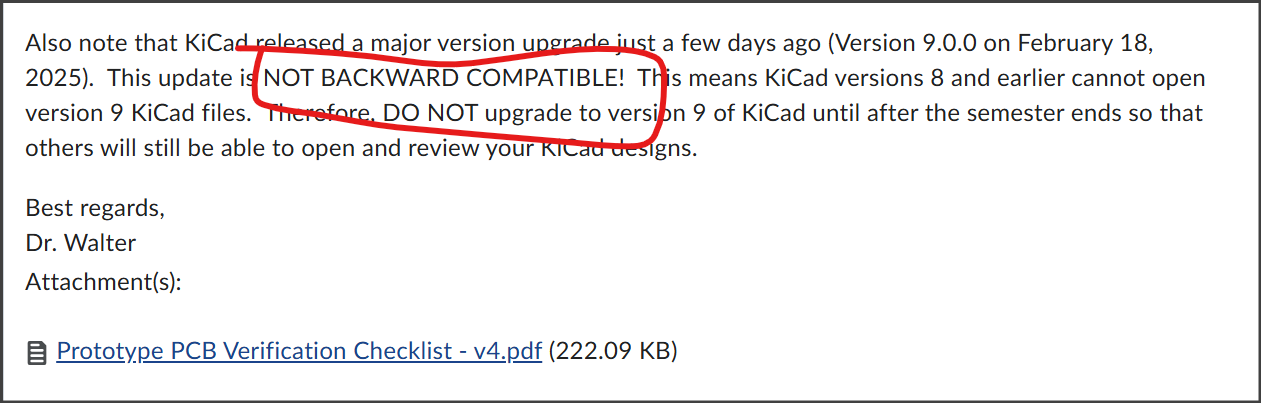 Also note that KiCad released a major version upgrade just a few days ago (Version 9.0.0 on February 18,
2025).  This update is NOT BACKWARD COMPATIBLE!  This means KiCad versions 8 and earlier cannot open
version 9 KiCad files.  Therefore, DO NOT upgrade to version 9 of KiCad until after the semester ends so that
others will still be able to open and review your KiCad designs.
Best regards,
Dr. Walter
Attachment(s):
Prototype PCB Verification Checklist - v4.pdf (222.09 KB)